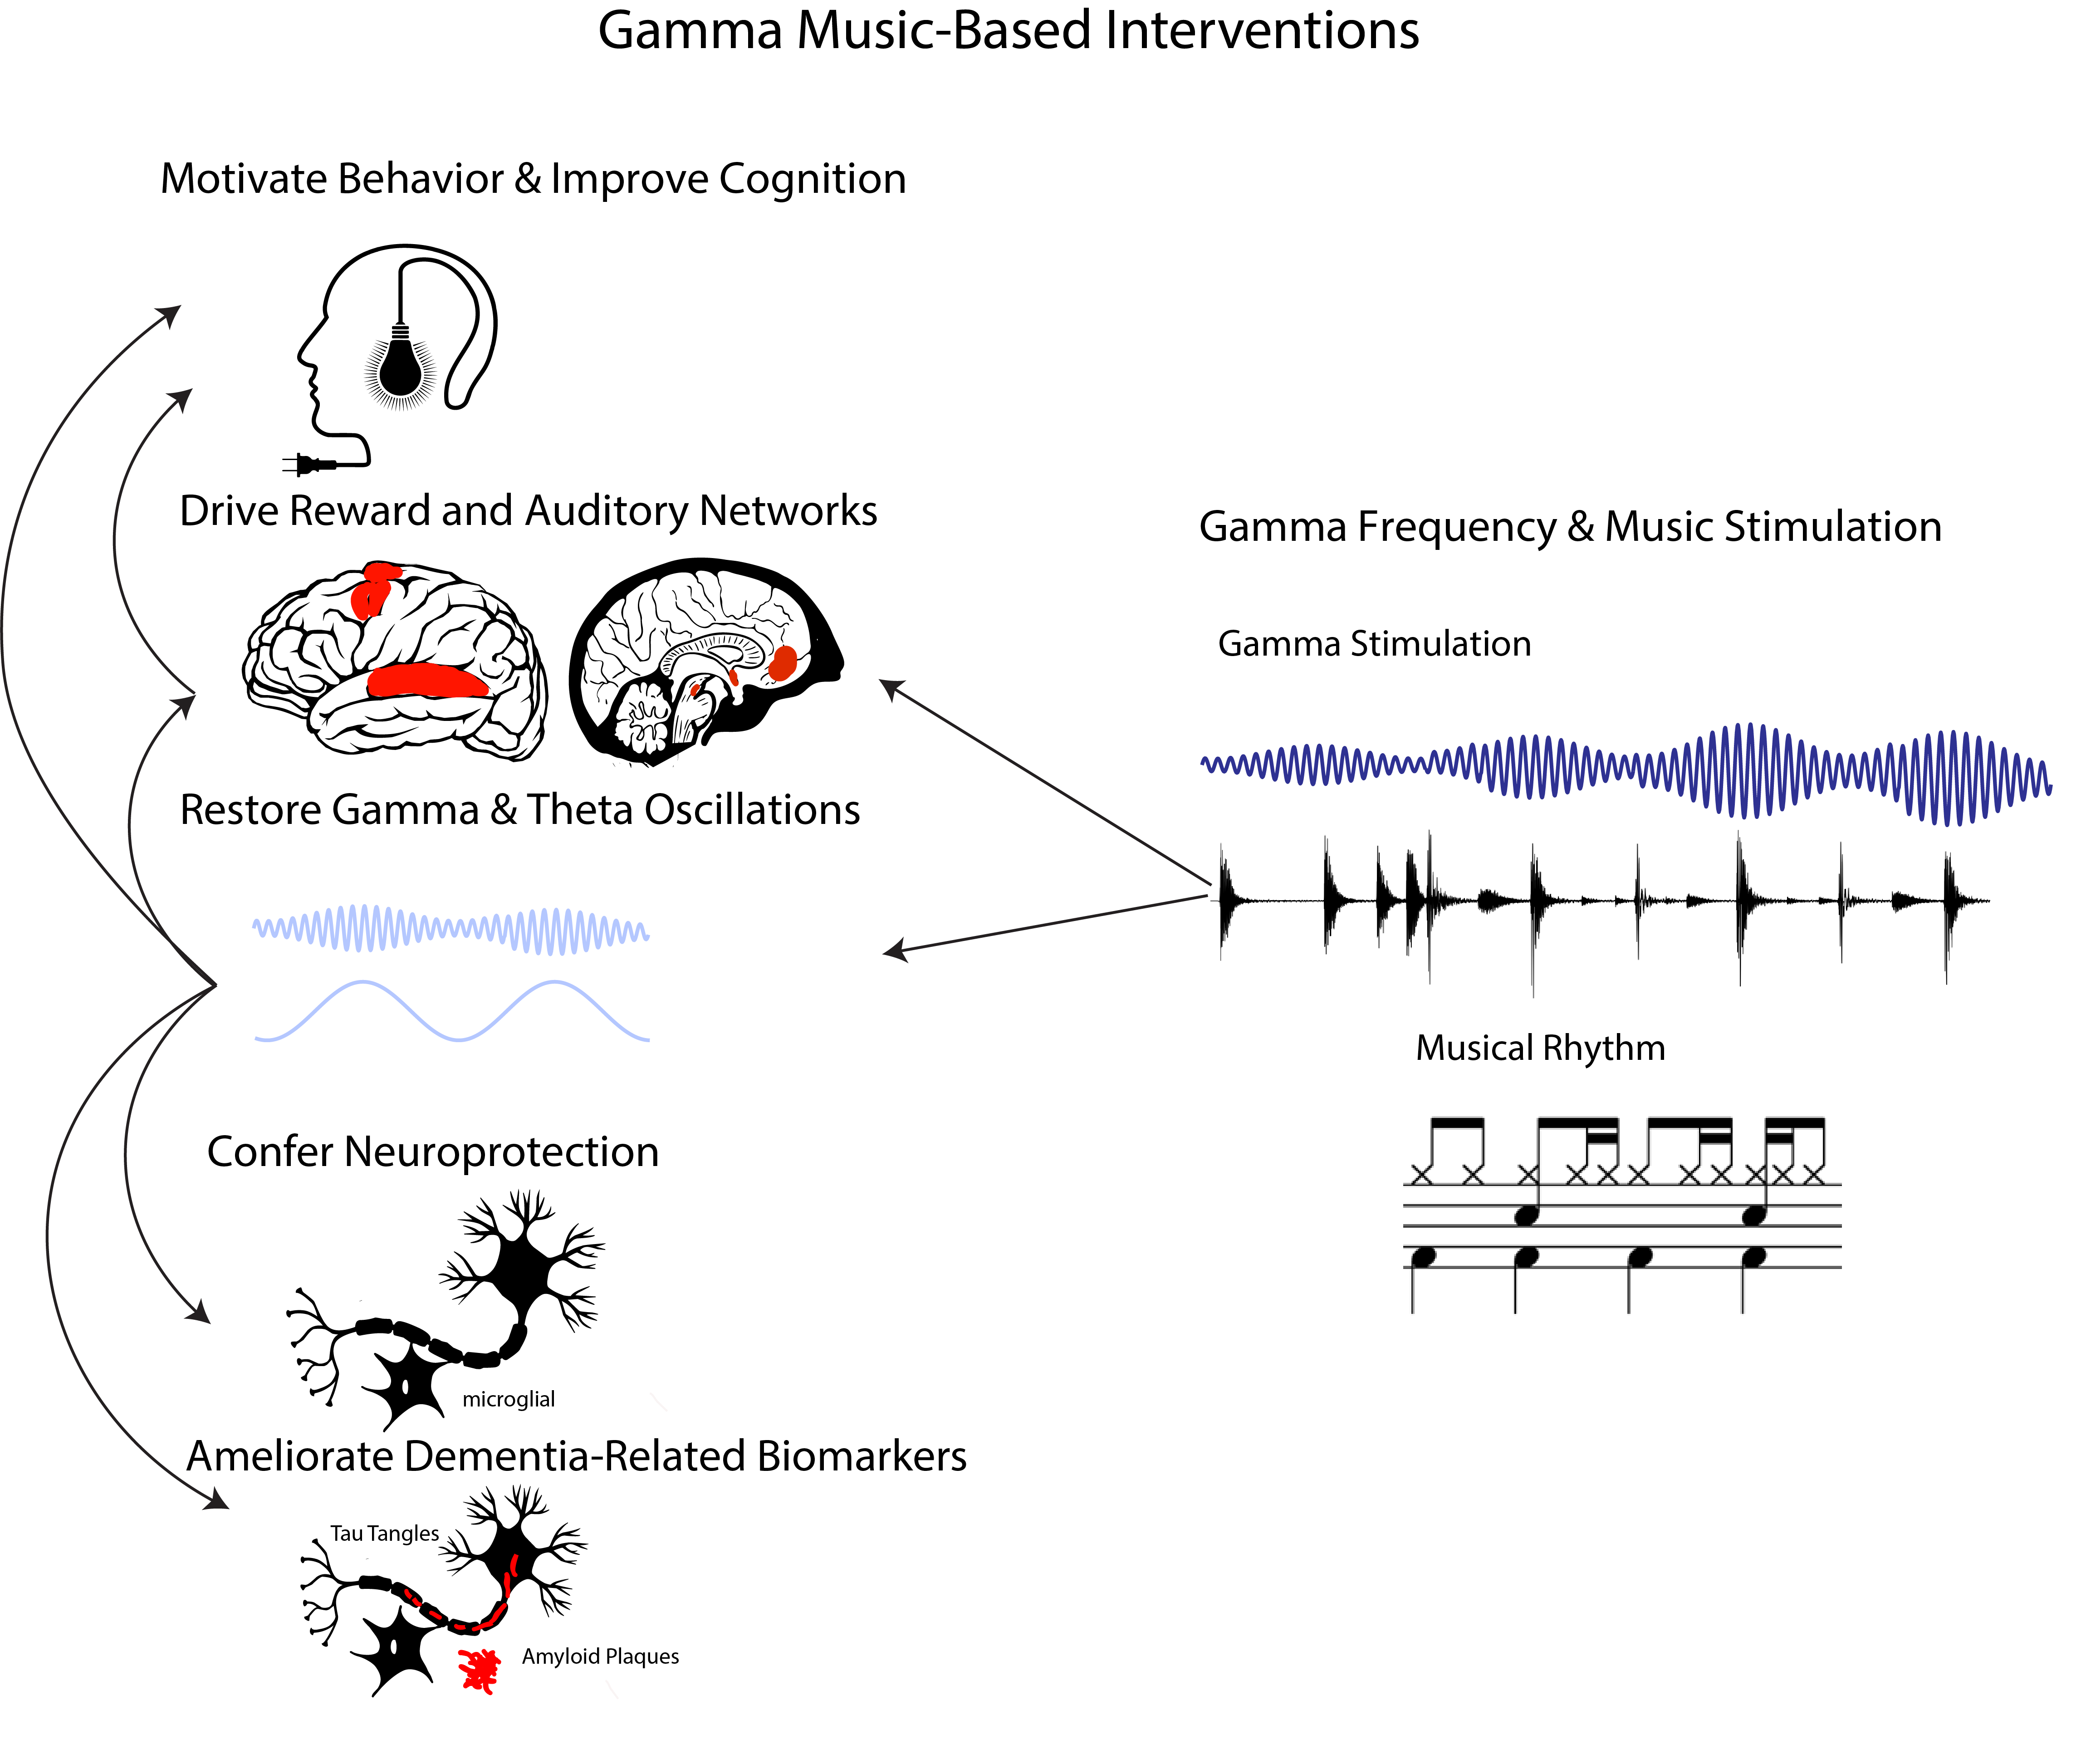 Gamma Music-Based Interventions
Motivate Behavior & Improve Cognition
Drive Reward and Auditory Networks
Restore Gamma & Theta Oscillations
Confer Neuroprotection
microglial
Ameliorate Dementia-Related Biomarkers
Tau Tangles
Amyloid Plaques
Gamma Frequency & Music Stimulation
Gamma Stimulation
Musical Rhythm